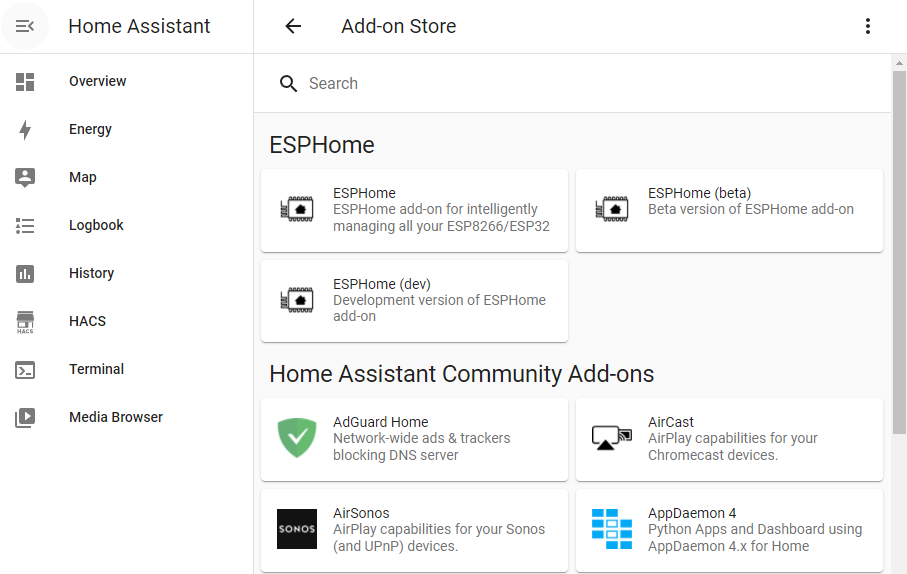 Home Assistant
Add-on Store
Overview
Energy
Map
Logbook
History
HACS
HACS
Terminal
Media Browser
Search
ESPHome
ESPHome
ESPHome add-on for intelligently
managing all your ESP8266/ESP32
ESPHome (beta)
Beta version of ESPHome add-on
ESPHome (dev)
Development version of ESPHome
add-on
Home Assistant Community Add-ons
AdGuard Home
Network-wide ads & trackers
blocking DNS server
AirCast
AirPlay capabilities for your
Chromecast devices.
SONOS
AirSonos
AirPlay capabilities for your Sonos
(and UPnP) devices.
AppDaemon 4
Python Apps and Dashboard using
AppDaemon 4.x for Home